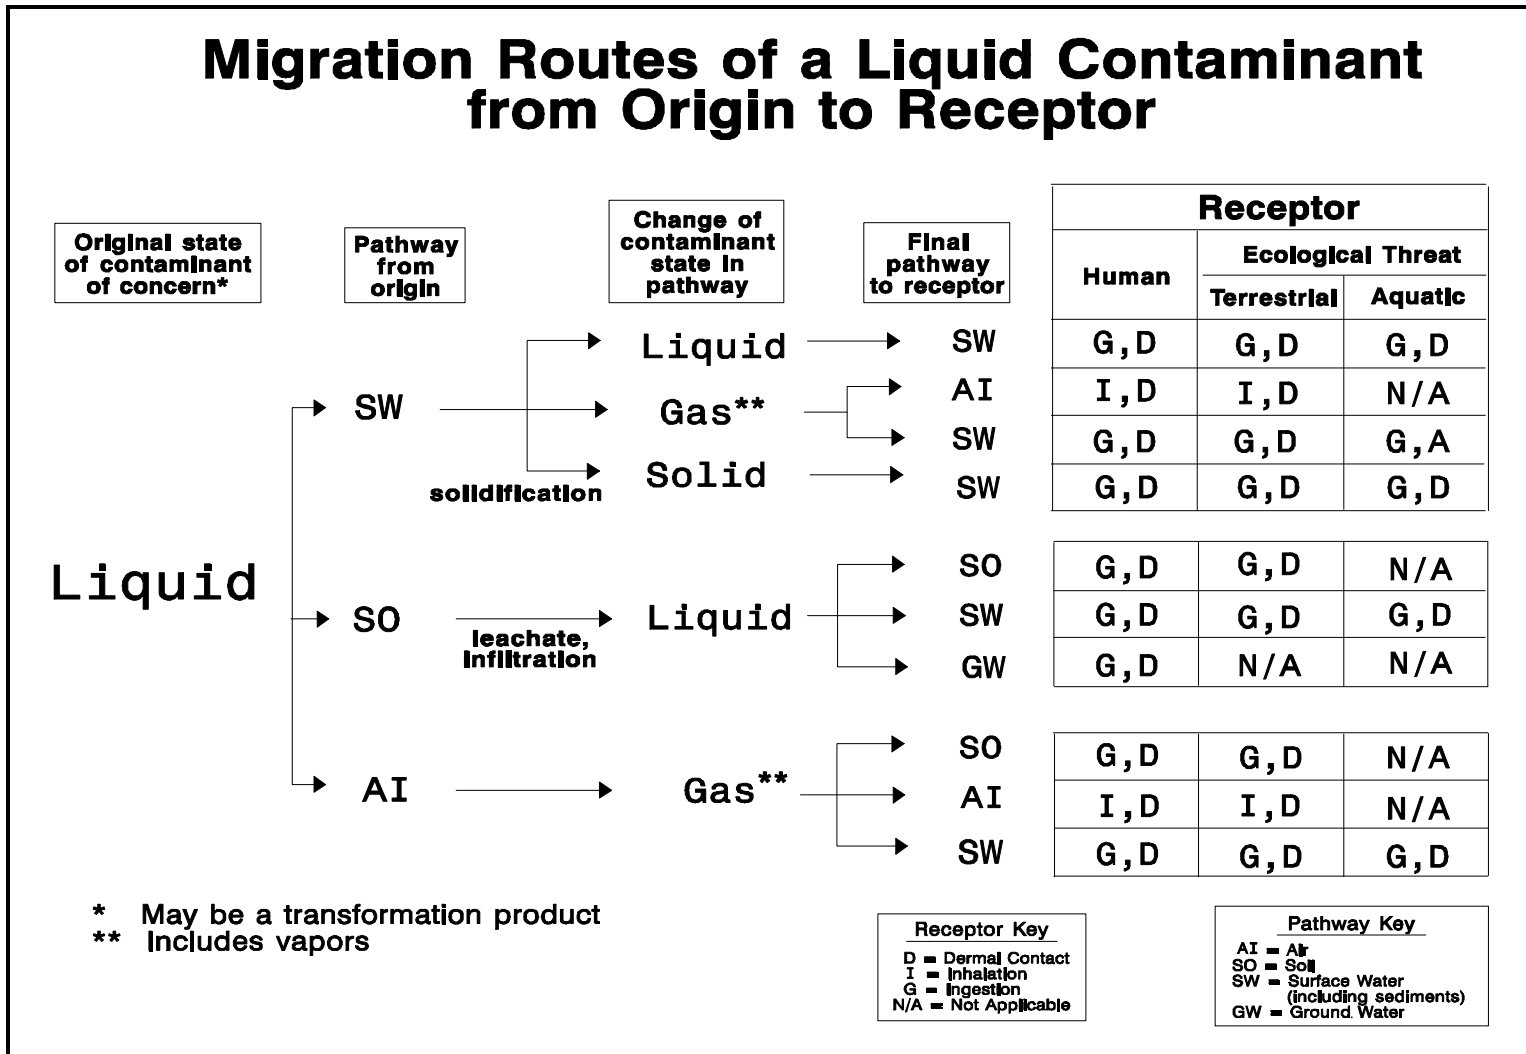 Migration Routes of a Liquid Contaminant
from Origin to Receptor
Original state
of contaminant
of concern*
Pathway
from
origin
Change of
contaminant
state in
pathway
Final
pathway
to receptor
Receptor
Human
Ecological Threat
Terrestrial
Aquatic
Liquid
SW
solidification
Liquid
SW
G,D
G,D
G,D
Gas**
AI
I,D
I,D
N/A
SW
G,D
G,D
G,A
Solid
SW
G,D
G,D
G,D
SO
leachate,
infiltration
Liquid
SO
G,D
G,D
N/A
SW
G,D
G,D
G,D
GW
G,D
N/A
N/A
AI
Gas**
SO
G,D
G,D
N/A
AI
I,D
I,D
N/A
SW
G,D
G,D
G,D
* May be a transformation product
** Includes vapors
Receptor Key
D = Dermal Contact
I = Inhalation
G = Ingestion
N/A = Not Applicable
Pathway Key
AI = Air
SO = Soil
SW = Surface Water
(including sediments)
GW = Ground Water